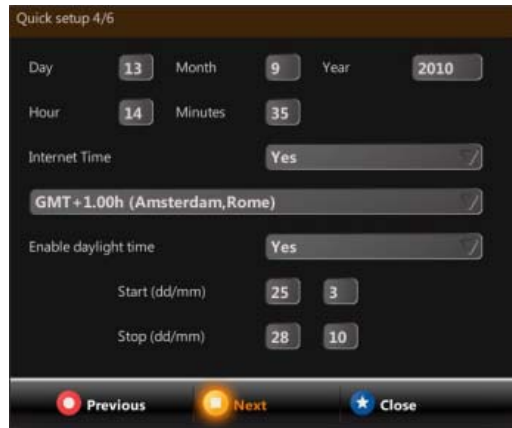 Quick setup 4/6
Day 13 Month 9 Year 2010
Hour 14 Minutes 35
Internet Time Yes
GMT+1.00h (Amsterdam,Rome)
Enable daylight time Yes
Start (dd/mm) 25 3
Stop (dd/mm) 28 10
Previous Next Close